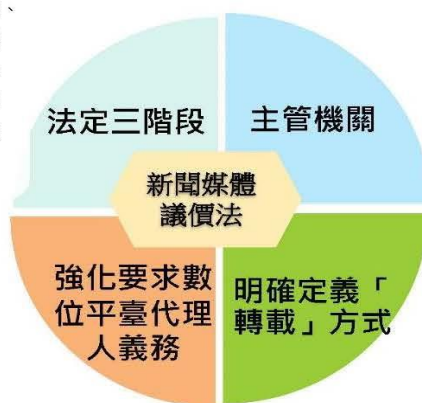 、
法定三階段
主管機關
新聞媒體
議價法
強化要求數
位平臺代理
人義務
明確定義「
轉載」方式